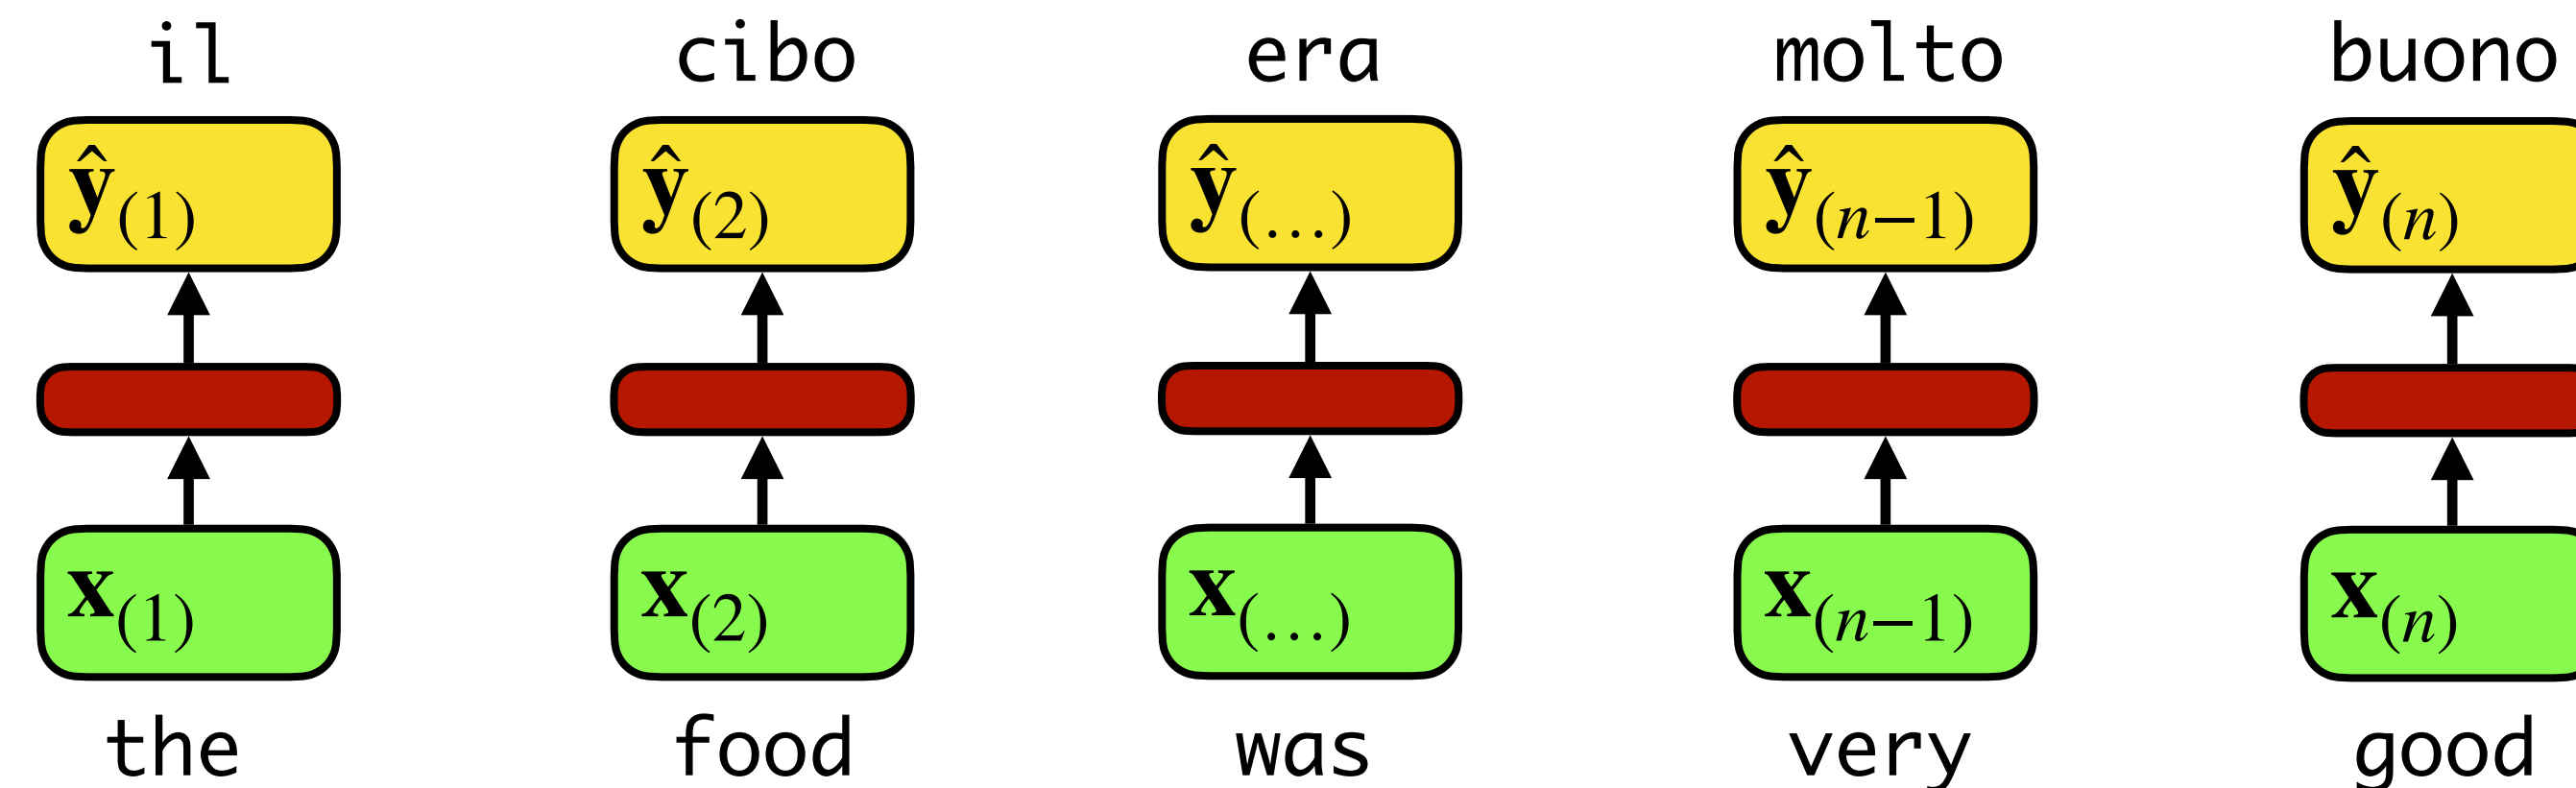 il cibo era molto buono
ŷ(1) ŷ(2) ŷ(…) ŷ(n−1) ŷ(n)
x(1) x(2) x(…) x(n−1) x(n)
the food was very good